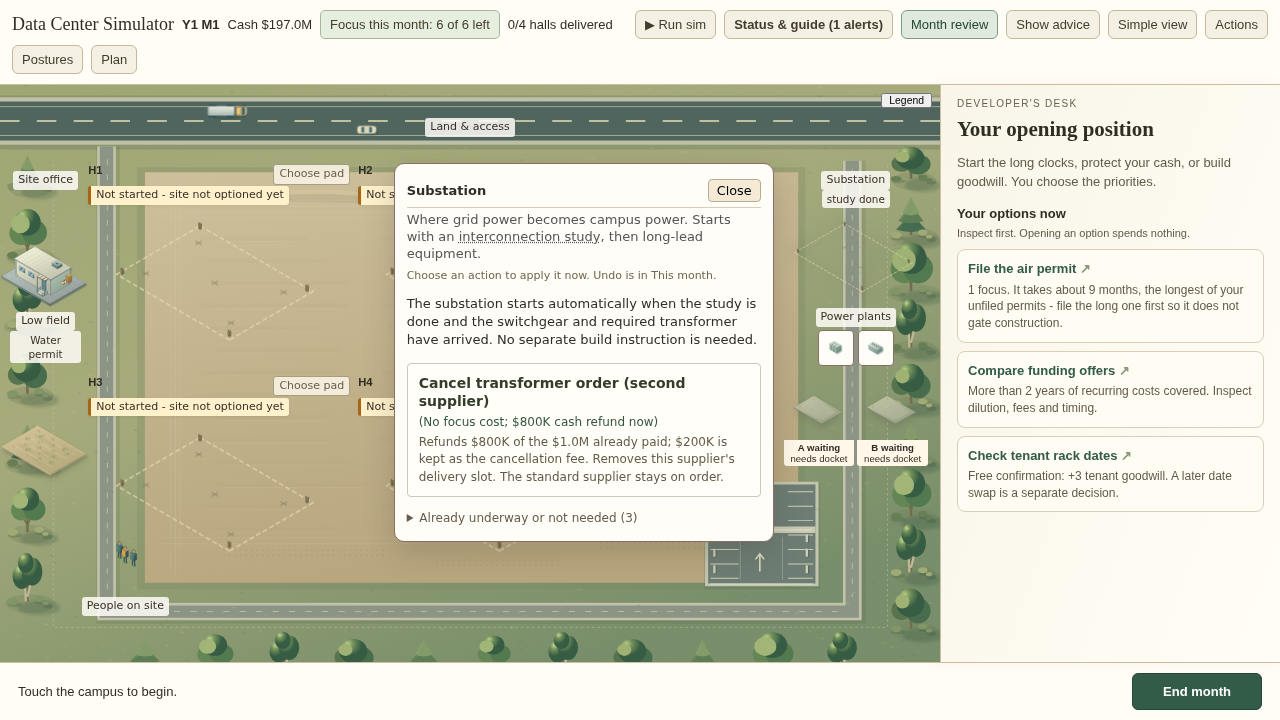 Data Center Simulator Y1 M1 Cash $197.0M Focus this month: 6 of 6 left 0/4 halls delivered ▶ Run sim Status & guide (1 alerts) Month review Show advice Simple view Actions
Postures Plan
Legend
Land & access
Site office
H1
Choose pad
H2
Not started - site not optioned yet
Not s
Substation
study done
Low field
Water
permit
Power plants
H3
Choose pad
H4
Not started - site not optioned yet
Not s
A waiting
needs docket
B waiting
needs docket
People on site
Substation
Close
Where grid power becomes campus power. Starts
with an interconnection study, then long-lead
equipment.
Choose an action to apply it now. Undo is in This month.
The substation starts automatically when the study is
done and the switchgear and required transformer
have arrived. No separate build instruction is needed.
Cancel transformer order (second
supplier)
(No focus cost; $800K cash refund now)
Refunds $800K of the $1.0M already paid; $200K is
kept as the cancellation fee. Removes this supplier's
delivery slot. The standard supplier stays on order.
▶ Already underway or not needed (3)
DEVELOPER'S DESK
Your opening position
Start the long clocks, protect your cash, or build
goodwill. You choose the priorities.
Your options now
Inspect first. Opening an option spends nothing.
File the air permit ↗
1 focus. It takes about 9 months, the longest of your
unfiled permits - file the long one first so it does not
gate construction.
Compare funding offers ↗
More than 2 years of recurring costs covered. Inspect
dilution, fees and timing.
Check tenant rack dates ↗
Free confirmation: +3 tenant goodwill. A later date
swap is a separate decision.
Touch the campus to begin.
End month